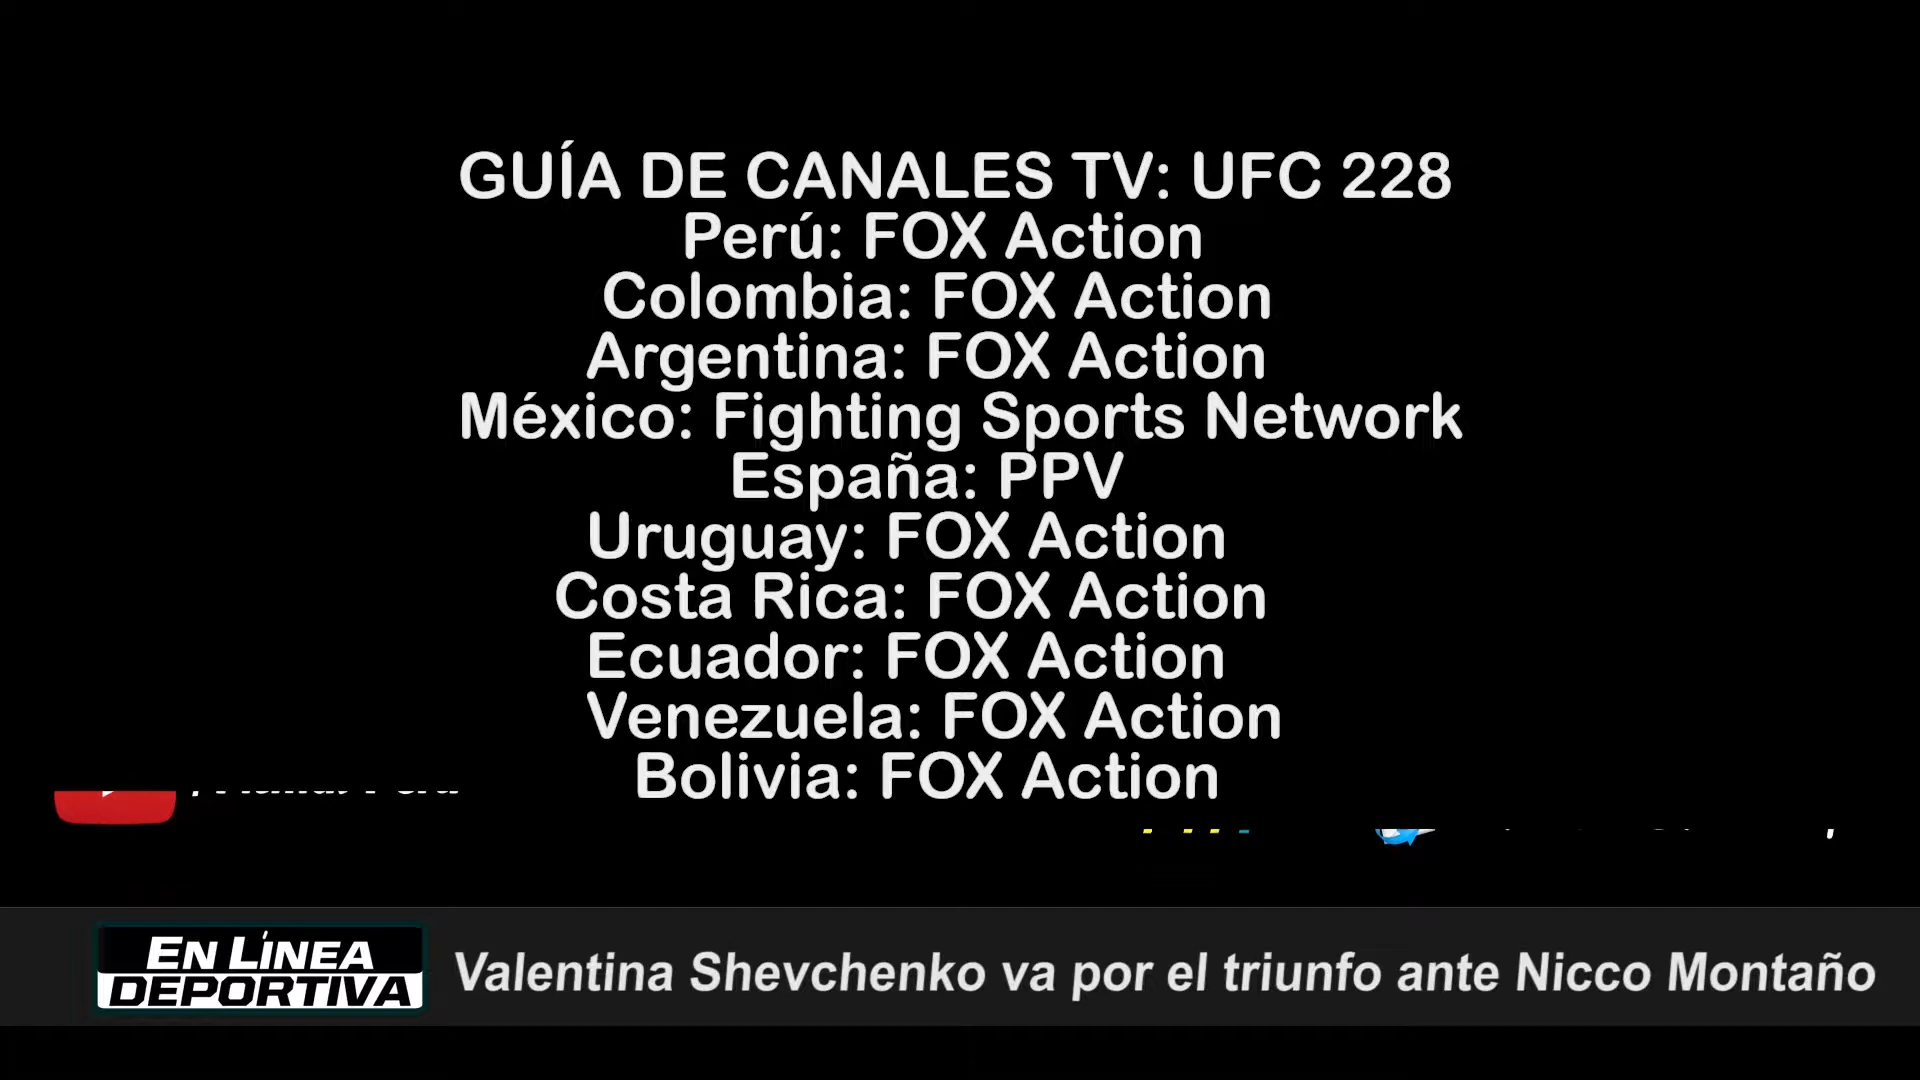 GUÍA DE CANALES TV: UFC 228
Perú: FOX Action
Colombia: FOX Action
Argentina: FOX Action
México: Fighting Sports Network
España: PPV
Uruguay: FOX Action
Costa Rica: FOX Action
Ecuador: FOX Action
Venezuela: FOX Action
Bolivia: FOX Action
EN LÍNEA
DEPORTIVA
Valentina Shevchenko va por el triunfo ante Nicco Montaño